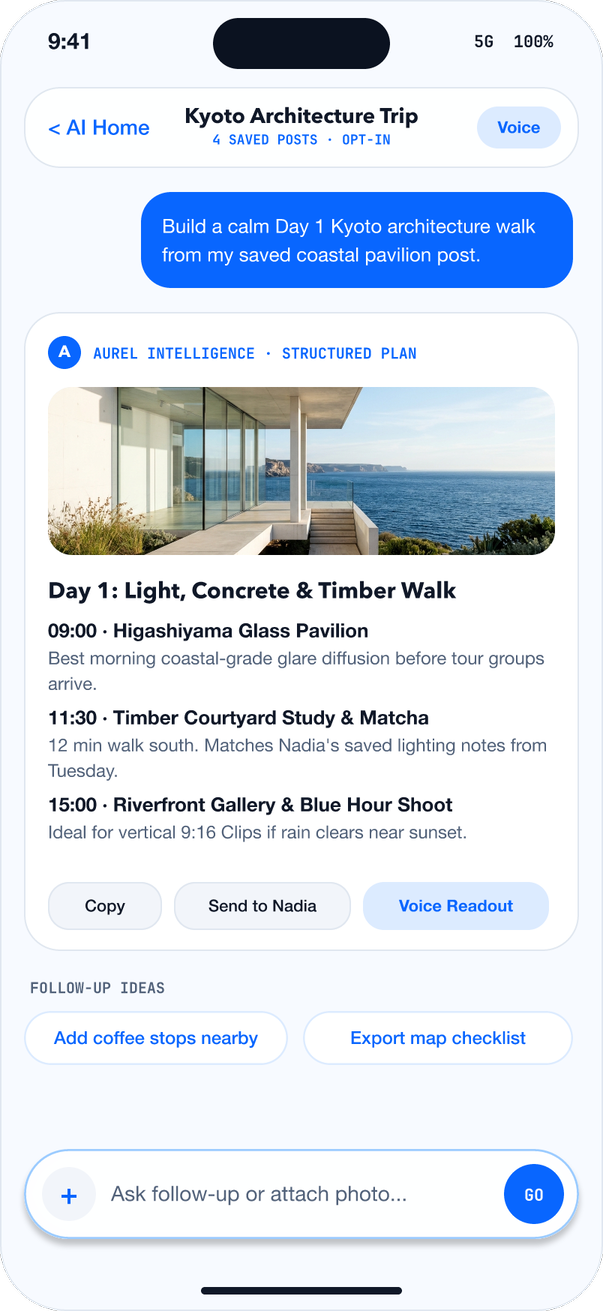 9:41
5G 100%
< AI Home
Kyoto Architecture Trip
4 SAVED POSTS · OPT-IN
Voice
Build a calm Day 1 Kyoto architecture walk
from my saved coastal pavilion post.
A
AUREL INTELLIGENCE · STRUCTURED PLAN
Day 1: Light, Concrete & Timber Walk
09:00 · Higashiyama Glass Pavilion
Best morning coastal-grade glare diffusion before tour groups
arrive.
11:30 · Timber Courtyard Study & Matcha
12 min walk south. Matches Nadia's saved lighting notes from
Tuesday.
15:00 · Riverfront Gallery & Blue Hour Shoot
Ideal for vertical 9:16 Clips if rain clears near sunset.
Copy
Send to Nadia
Voice Readout
FOLLOW-UP IDEAS
Add coffee stops nearby
Export map checklist
+
Ask follow-up or attach photo...
GO